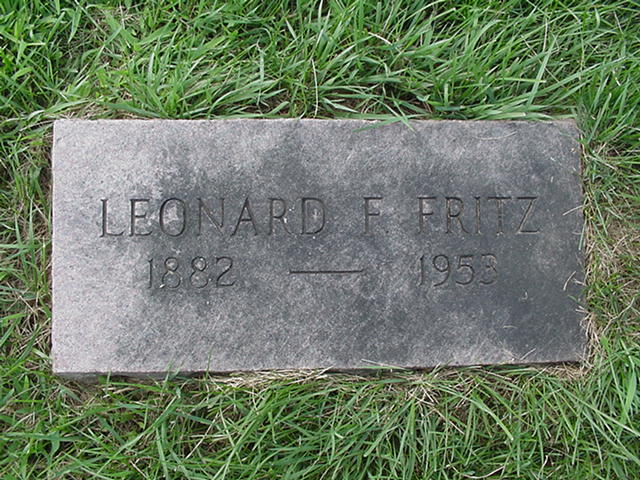 LEONARD F. FRITZ
1882 — 1953